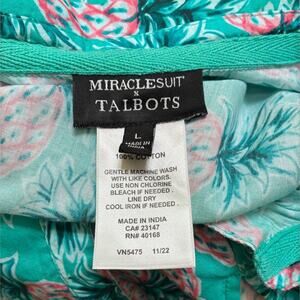 MIRACLESUIT
X
TALBOTS
L
MADE IN
INDIA
100% COTTON
GENTLE MACHINE WASH
WITH LIKE COLORS.
USE NON CHLORINE
BLEACH IF NEEDED.
LINE DRY
COOL IRON IF NEEDED.
MADE IN INDIA
CA# 23147
RN# 40168
VN5475 11/22